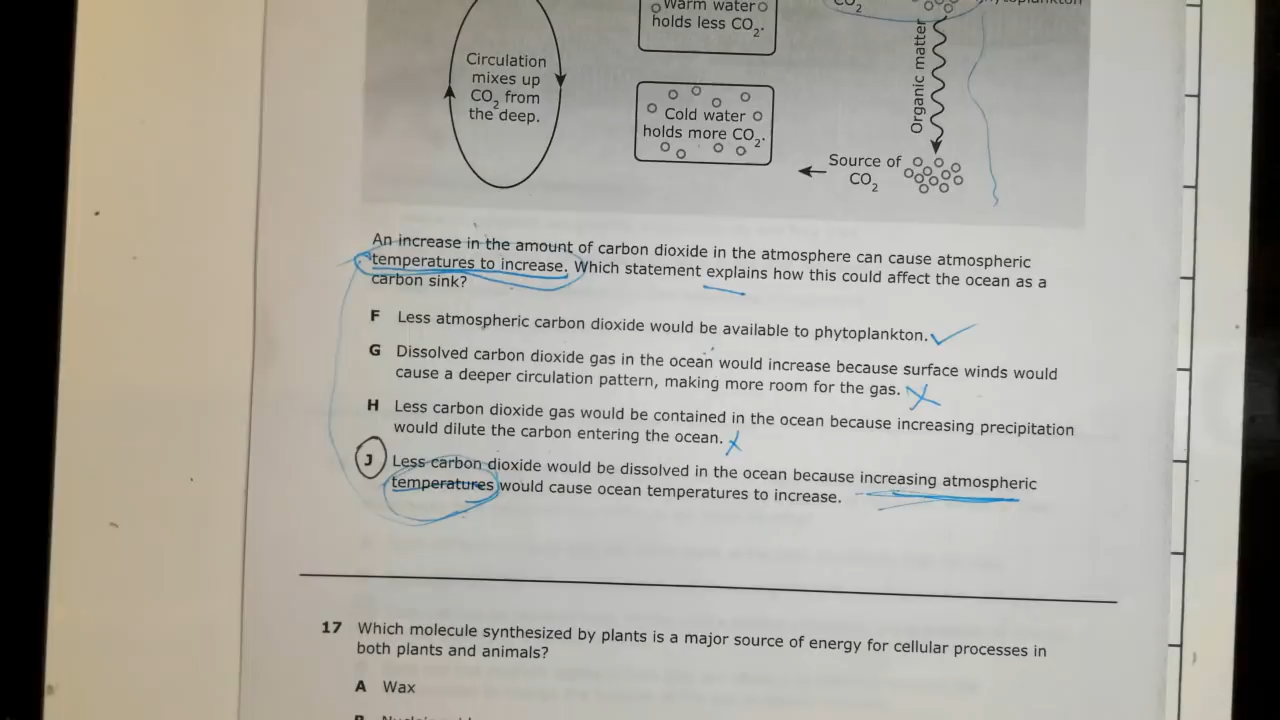 Warm water
holds less CO2.
CO2
Circulation
mixes up
CO2 from
the deep.
Cold water
holds more CO2.
Organic matter
Source of
CO2
An increase in the amount of carbon dioxide in the atmosphere can cause atmospheric
temperatures to increase. Which statement explains how this could affect the ocean as a
carbon sink?
F Less atmospheric carbon dioxide would be available to phytoplankton.
G Dissolved carbon dioxide gas in the ocean would increase because surface winds would
cause a deeper circulation pattern, making more room for the gas.
H Less carbon dioxide gas would be contained in the ocean because increasing precipitation
would dilute the carbon entering the ocean.
J Less carbon dioxide would be dissolved in the ocean because increasing atmospheric
temperatures would cause ocean temperatures to increase.
17 Which molecule synthesized by plants is a major source of energy for cellular processes in
both plants and animals?
A Wax